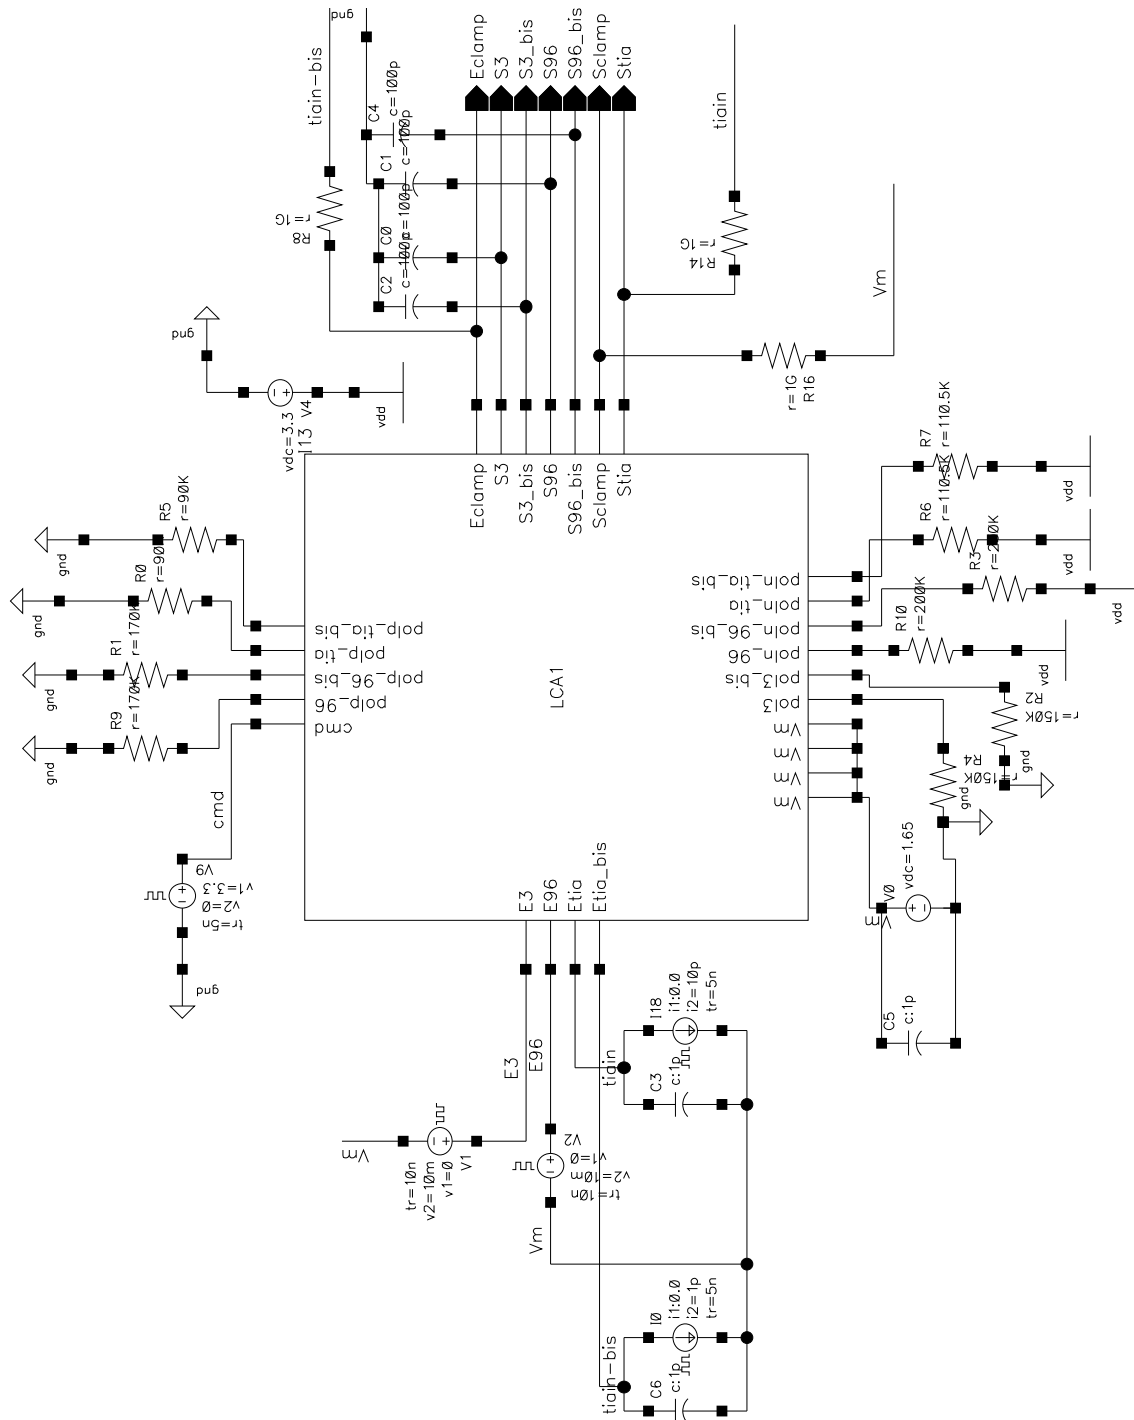 gnd
tiain-bis
r=1G
R8
C4
c=100p
C1
c=100p
C0
c=100p
C2
c=100p
Eclamp
S3
S3_bis
S96
S96_bis
Sclamp
Stia
tiain
r=1G
R14
Vm
r=1G
R16
gnd
vdc=3.3
V4
vdd
I13
Eclamp
S3
S3_bis
S96
S96_bis
Sclamp
Stia
gnd
R5
r=90K
gnd
R0
gnd
R1
r=170K
gnd
R9
r=170K
polp_tia_bis
polp_tia
polp_96_bis
polp_96
cmd
LCA1
poln_tia_bis
poln_tia
poln_96_bis
poln_96
pol3_bis
pol3
Vm
Vm
Vm
Vm
R7
r=110.5K
vdd
R6
r=110.5K
vdd
R3
r=200K
vdd
R10
r=200K
vdd
R2
r=150K
gnd
R4
r=150K
gnd
cmd
V9
v1=3.3
v2=0
tr=5n
gnd
E3
E96
Etia
Etia_bis
Vm
V0
vdc=1.65
C5
c:1p
E3
E96
tiain
I18
i1:0.0
i2=10p
tr=5n
C3
c:1p
Vm
tr=10n
v2=10m
v1=0
V1
V2
v1=0
v2=10m
tr=10n
Vm
tiain-bis
I0
i1:0.0
i2=1p
tr=5n
C6
c:1p